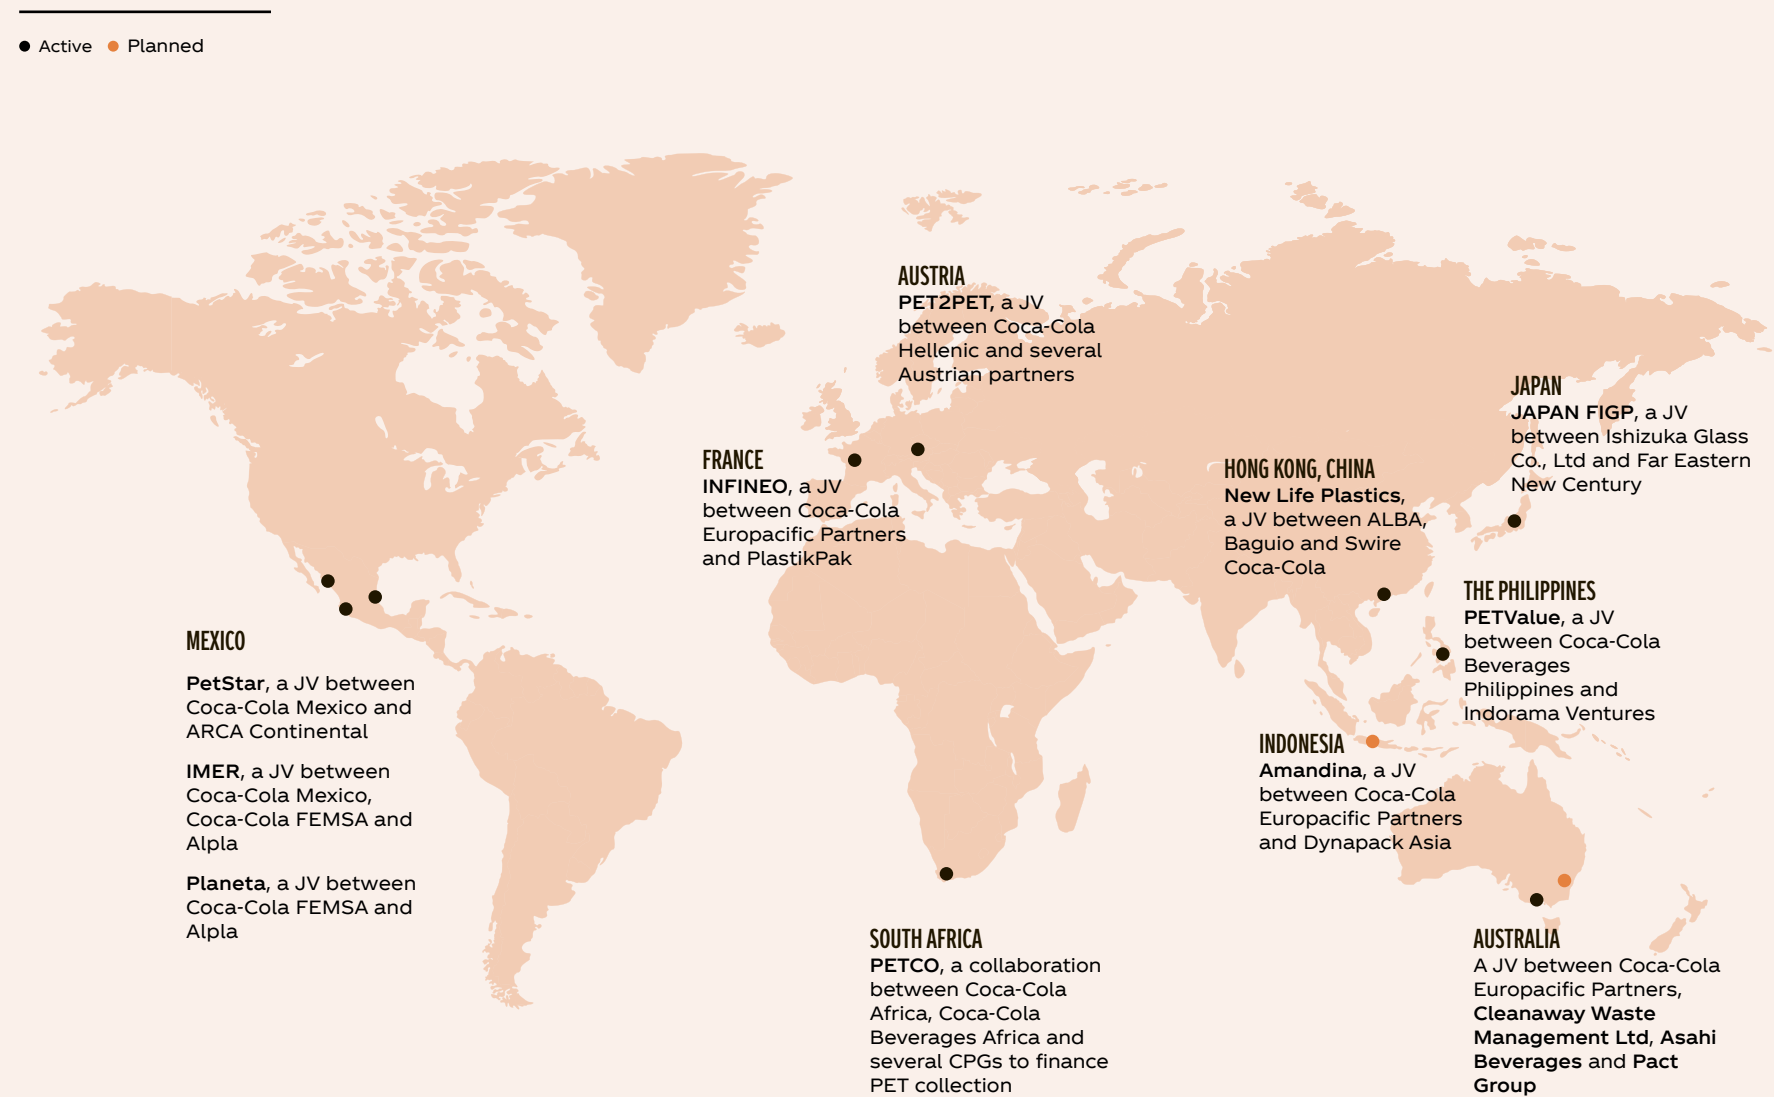 Active Planned
AUSTRIA
PET2PET, a JV
between Coca-Cola
Hellenic and several
Austrian partners
JAPAN
JAPAN FIGP, a JV
between Ishizuka Glass
Co., Ltd and Far Eastern
New Century
FRANCE
INFINEO, a JV
between Coca-Cola
Europacific Partners
and PlastikPak
HONG KONG, CHINA
New Life Plastics,
a JV between ALBA,
Baguio and Swire
Coca-Cola
THE PHILIPPINES
PETValue, a JV
between Coca-Cola
Beverages
Philippines and
Indorama Ventures
MEXICO
PetStar, a JV between
Coca-Cola Mexico and
ARCA Continental
IMER, a JV between
Coca-Cola Mexico,
Coca-Cola FEMSA and
Alpla
Planeta, a JV between
Coca-Cola FEMSA and
Alpla
INDONESIA
Amandina, a JV
between Coca-Cola
Europacific Partners
and Dynapack Asia
SOUTH AFRICA
PETCO, a collaboration
between Coca-Cola
Africa, Coca-Cola
Beverages Africa and
several CPGs to finance
PET collection
AUSTRALIA
A JV between Coca-Cola
Europacific Partners,
Cleanaway Waste
Management Ltd, Asahi
Beverages and Pact
Group